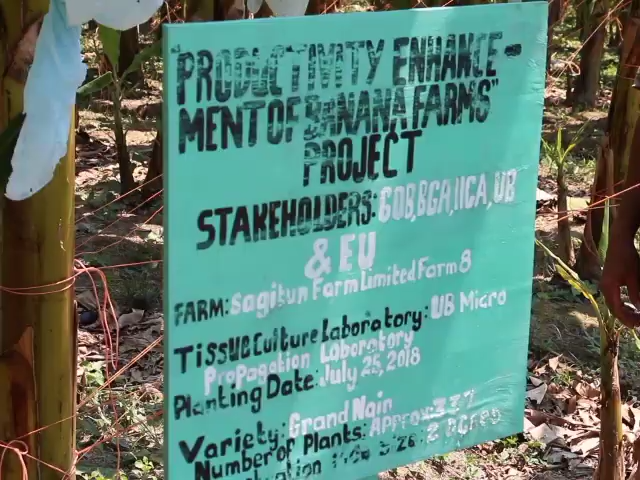 "PRODUCTIVITY ENHANCE-
MENT OF BANANA FARMS"
PROJECT
STAKEHOLDERS: GOB, BGA, IICA, UB
& EU
FARM: Sagitun Farm Limited Farm 8
Tissue Culture Laboratory: UB Micro
Propagation Laboratory
Planting Date: July 25, 2018
Variety: Grand Nain
Number of Plants: Approx 337